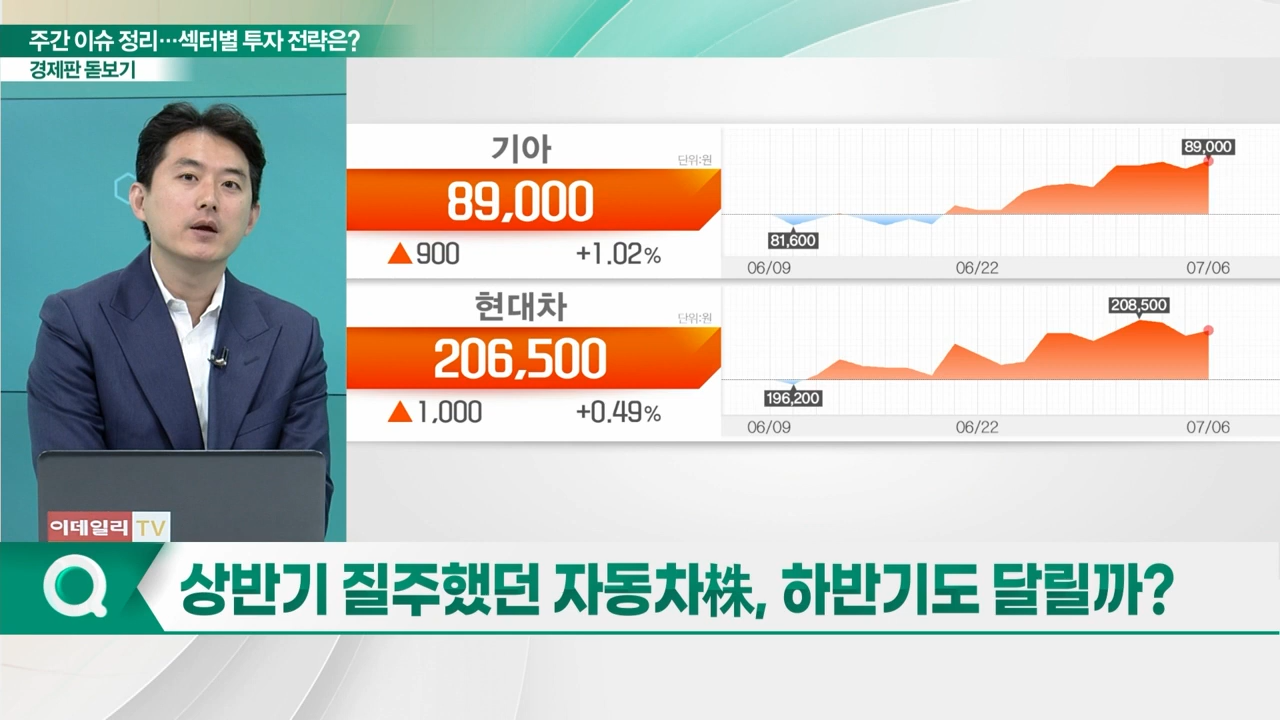 주간 이슈 정리…섹터별 투자 전략은?
경제판 돋보기
기아
단위:원
89,000
▲900 +1.02%
89,000
81,600
06/09 06/22 07/06
현대차
단위:원
206,500
▲1,000 +0.49%
208,500
196,200
06/09 06/22 07/06
이데일리TV
Q 상반기 질주했던 자동차株, 하반기도 달릴까?